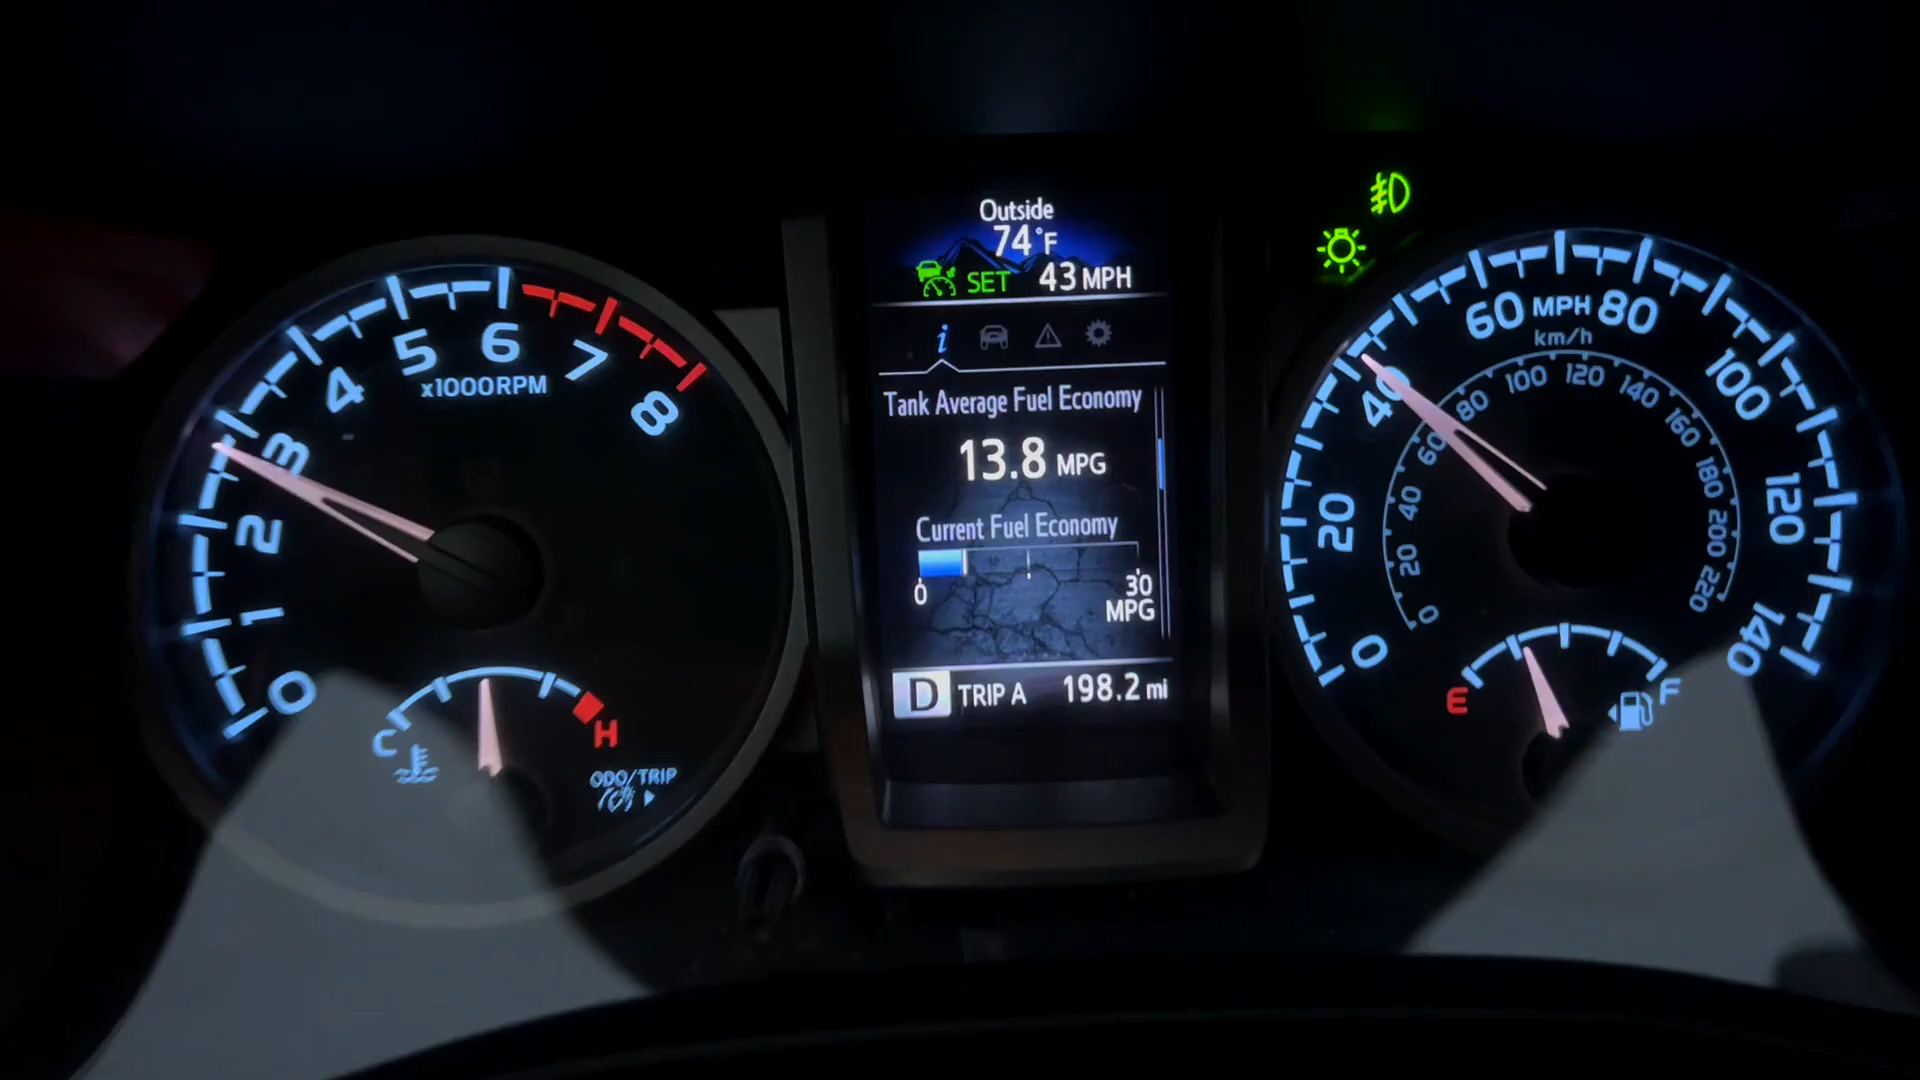 Outside
74°F
SET 43 MPH
i
Tank Average Fuel Economy
13.8 MPG
Current Fuel Economy
0 30
MPG
D TRIP A 198.2 mi
0 1 2 3 4 5 6 7 8
x1000RPM
C H
ODO/TRIP
0 20 40 60 MPH 80 100 120 140
km/h
0 20 40 60 80 100 120 140 160 180 200 220
E F